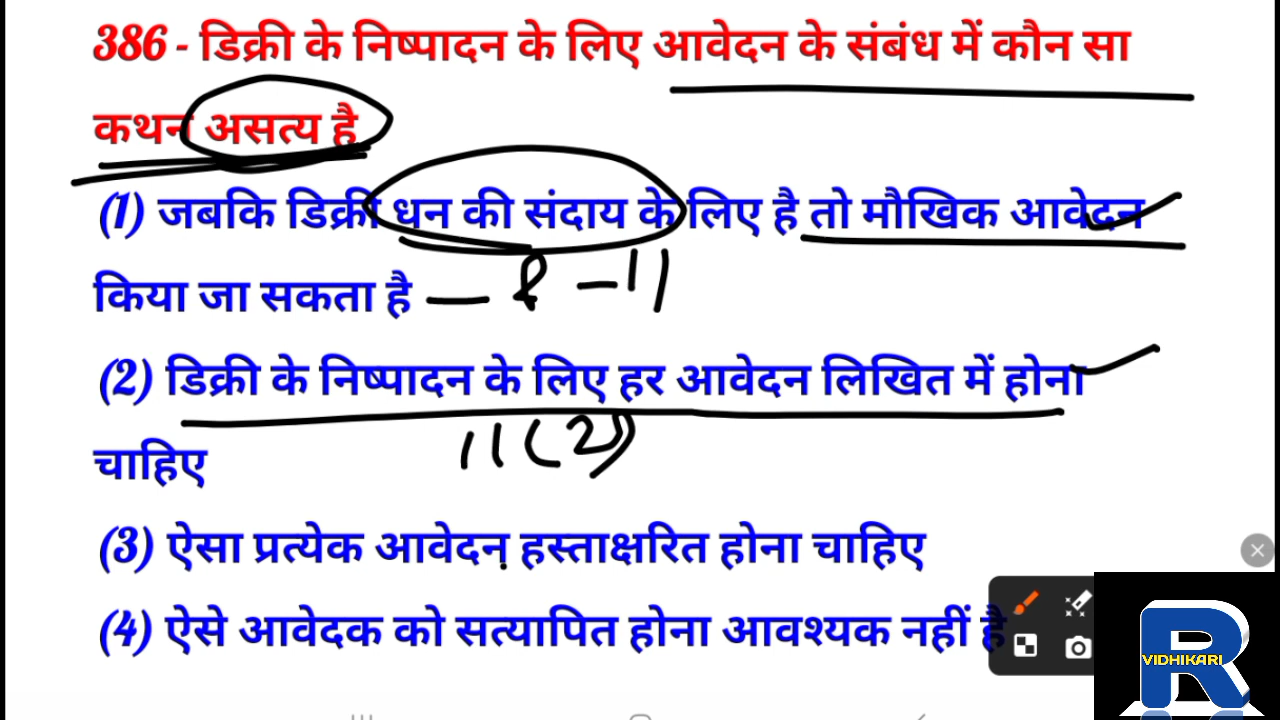 386 - डिक्री के निष्पादन के लिए आवेदन के संबंध में कौन सा
कथन असत्य है
(1) जबकि डिक्री धन की संदाय के लिए है तो मौखिक आवेदन
किया जा सकता है — - 11
(2) डिक्री के निष्पादन के लिए हर आवेदन लिखित में होना
11 (2)
चाहिए
(3) ऐसा प्रत्येक आवेदन हस्ताक्षरित होना चाहिए
(4) ऐसे आवेदक को सत्यापित होना आवश्यक नहीं है
R
VIDHIKARI